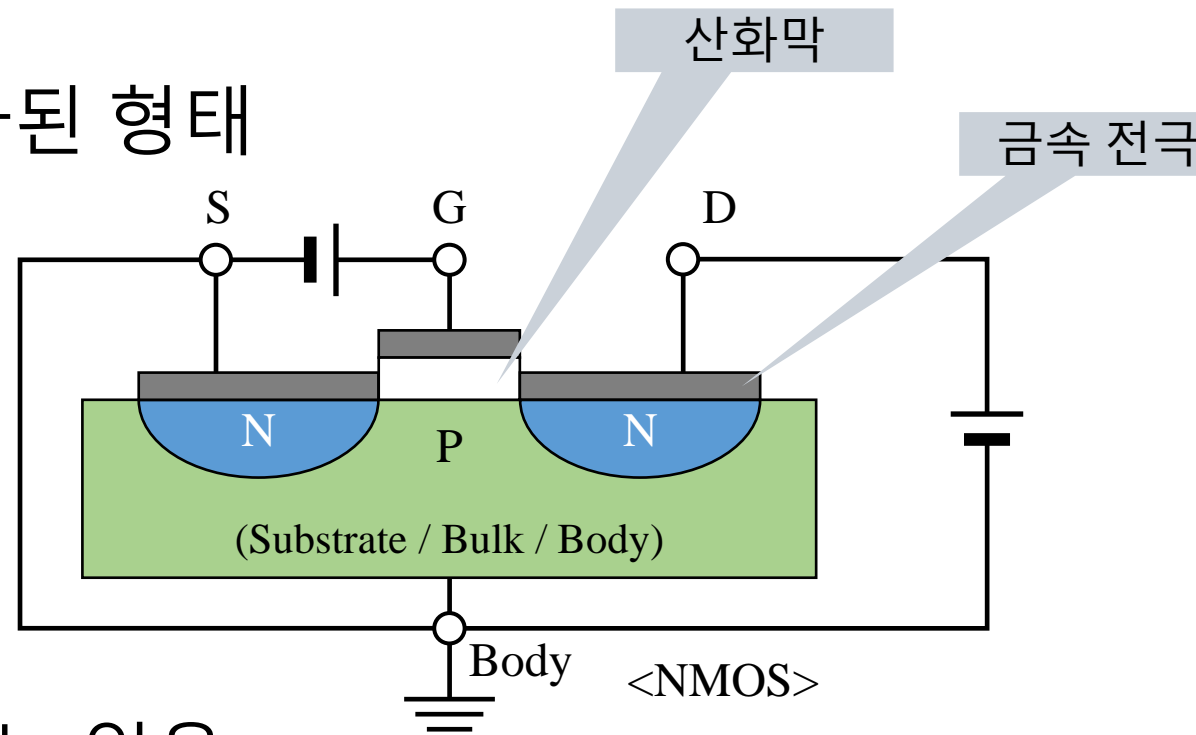 산화막
된 형태
금속 전극
S G D
N P N
(Substrate / Bulk / Body)
Body
<NMOS>